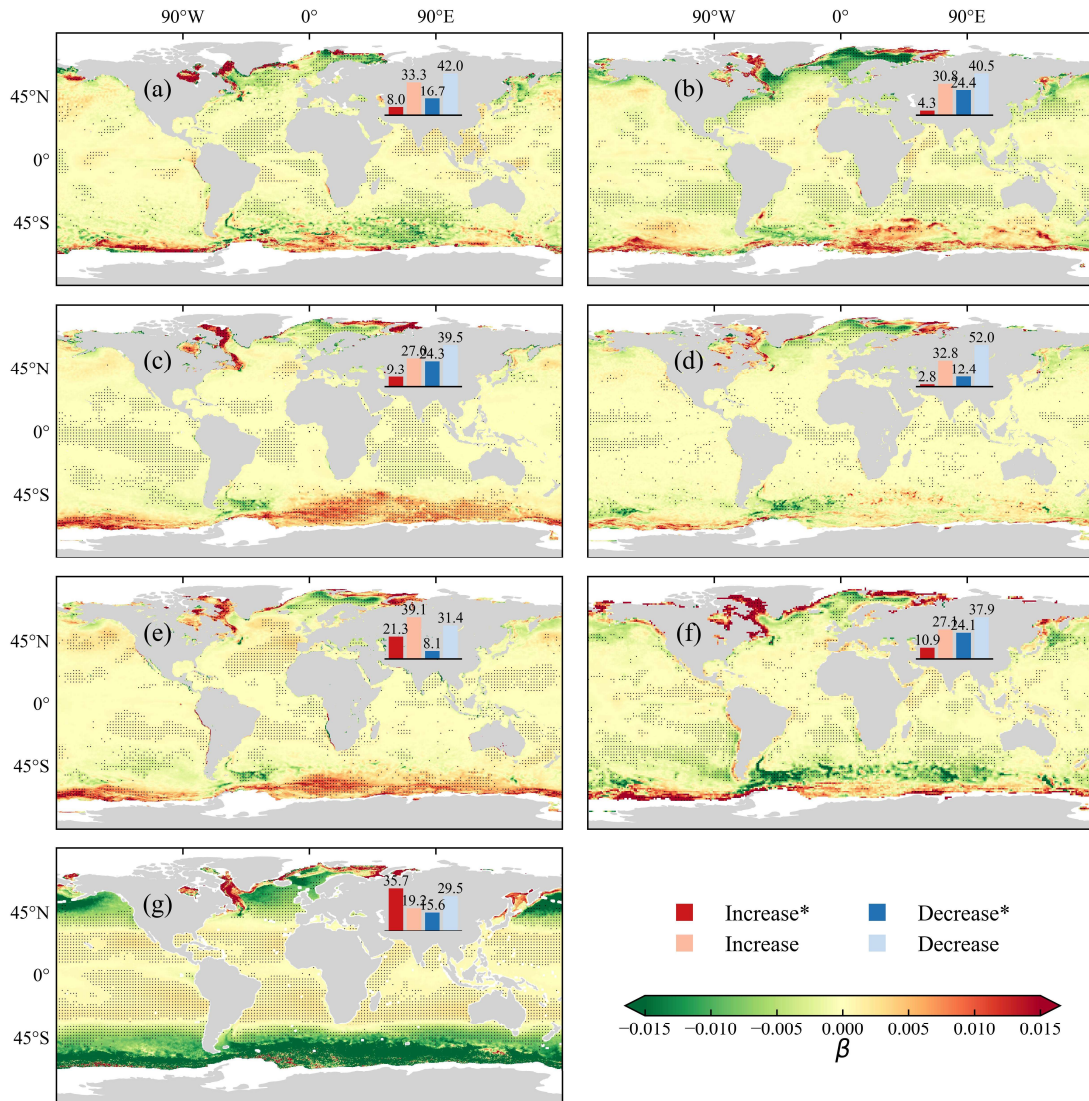 90°W 0° 90°E 90°W 0° 90°E
(a) 8.0 33.3 16.7 42.0
(b) 4.3 30.8 24.4 40.5
45°N
0°
45°S
(c) 9.3 27.0 24.3 39.5
(d) 2.8 32.8 12.4 52.0
45°N
0°
45°S
(e) 21.3 39.1 8.1 31.4
(f) 10.9 27.1 24.1 37.9
45°N
0°
45°S
(g) 35.7 19.2 15.6 29.5
45°N
0°
45°S
Increase* Decrease*
Increase Decrease
−0.015 −0.010 −0.005 0.000 0.005 0.010 0.015
β